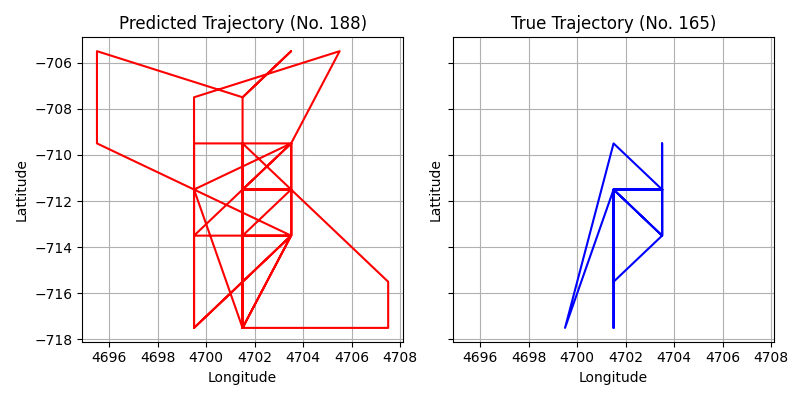 Predicted Trajectory (No. 188)
True Trajectory (No. 165)
−706
−708
−710
−712
−714
−716
−718
Lattitude
Lattitude
4696 4698 4700 4702 4704 4706 4708
4696 4698 4700 4702 4704 4706 4708
Longitude
Longitude